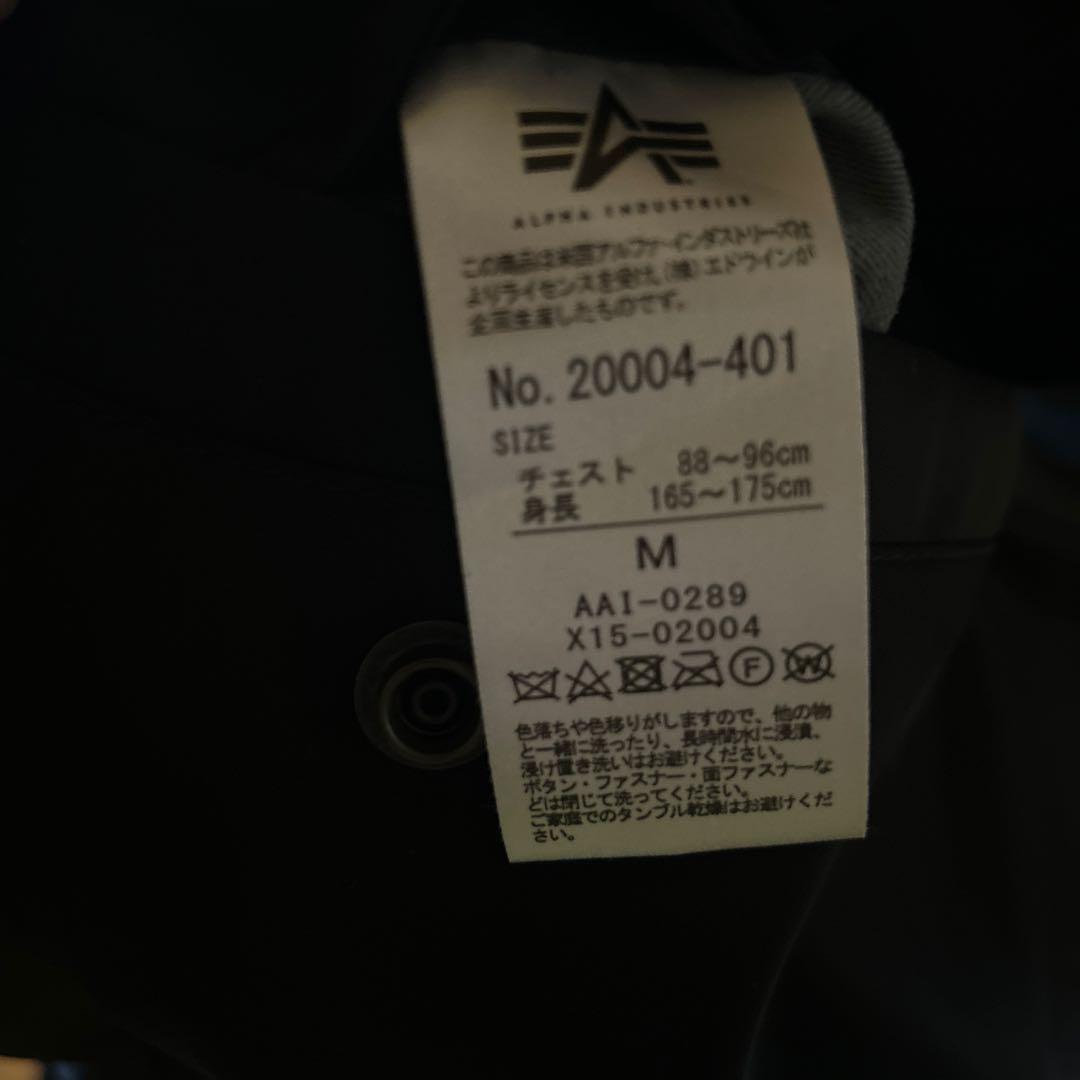 ALPHA INDUSTRIES
この商品は米国アルファ・インダストリーズ社
よりライセンスを受け、(株)エドウインが
企画生産したものです。
No. 20004-401
SIZE
チェスト 88～96cm
身長 165～175cm
M
AAI-0289
X15-02004
F W
色落ちや色移りがしますので、他の物
と一緒に洗ったり、長時間水に浸漬、
浸け置き洗いはお避けください。
ボタン・ファスナー・面ファスナーな
どは閉じて洗ってください。
ご家庭でのタンブル乾燥はお避けくだ
さい。